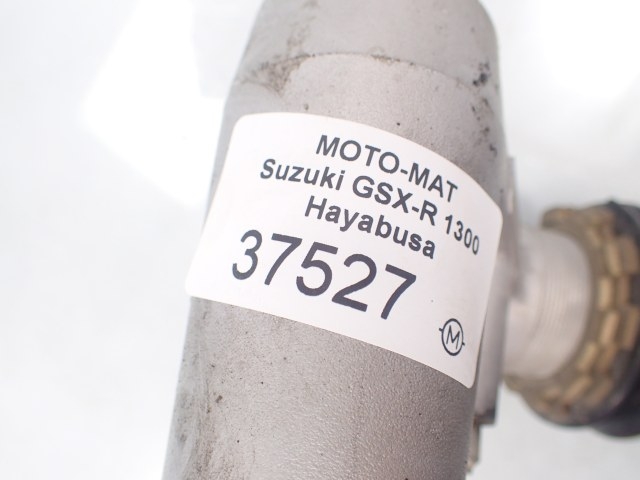 MOTO-MAT
Suzuki GSX-R 1300
Hayabusa
37527
M